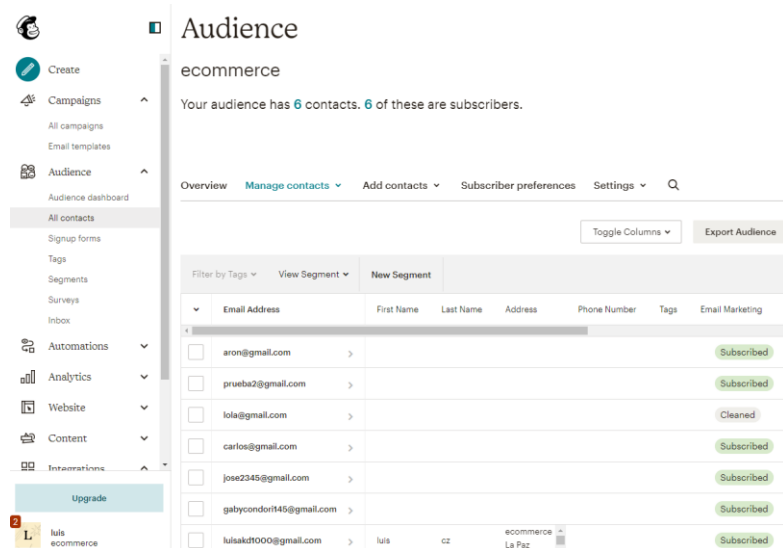 Audience
ecommerce
Your audience has 6 contacts. 6 of these are subscribers.
Create
Campaigns
All campaigns
Email templates
Audience
Audience dashboard
All contacts
Signup forms
Tags
Segments
Surveys
Inbox
Automations
Analytics
Website
Content
Integrations
Upgrade
2
L
luis
ecommerce
Overview Manage contacts Add contacts Subscriber preferences Settings
Toggle Columns Export Audience
Filter by Tags View Segment New Segment
Email Address First Name Last Name Address Phone Number Tags Email Marketing
aron@gmail.com Subscribed
prueba2@gmail.com Subscribed
lola@gmail.com Cleaned
carlos@gmail.com Subscribed
jose2345@gmail.com Subscribed
gabycondori145@gmail.com Subscribed
luisakd1000@gmail.com luis cz ecommerce Subscribed
La Paz